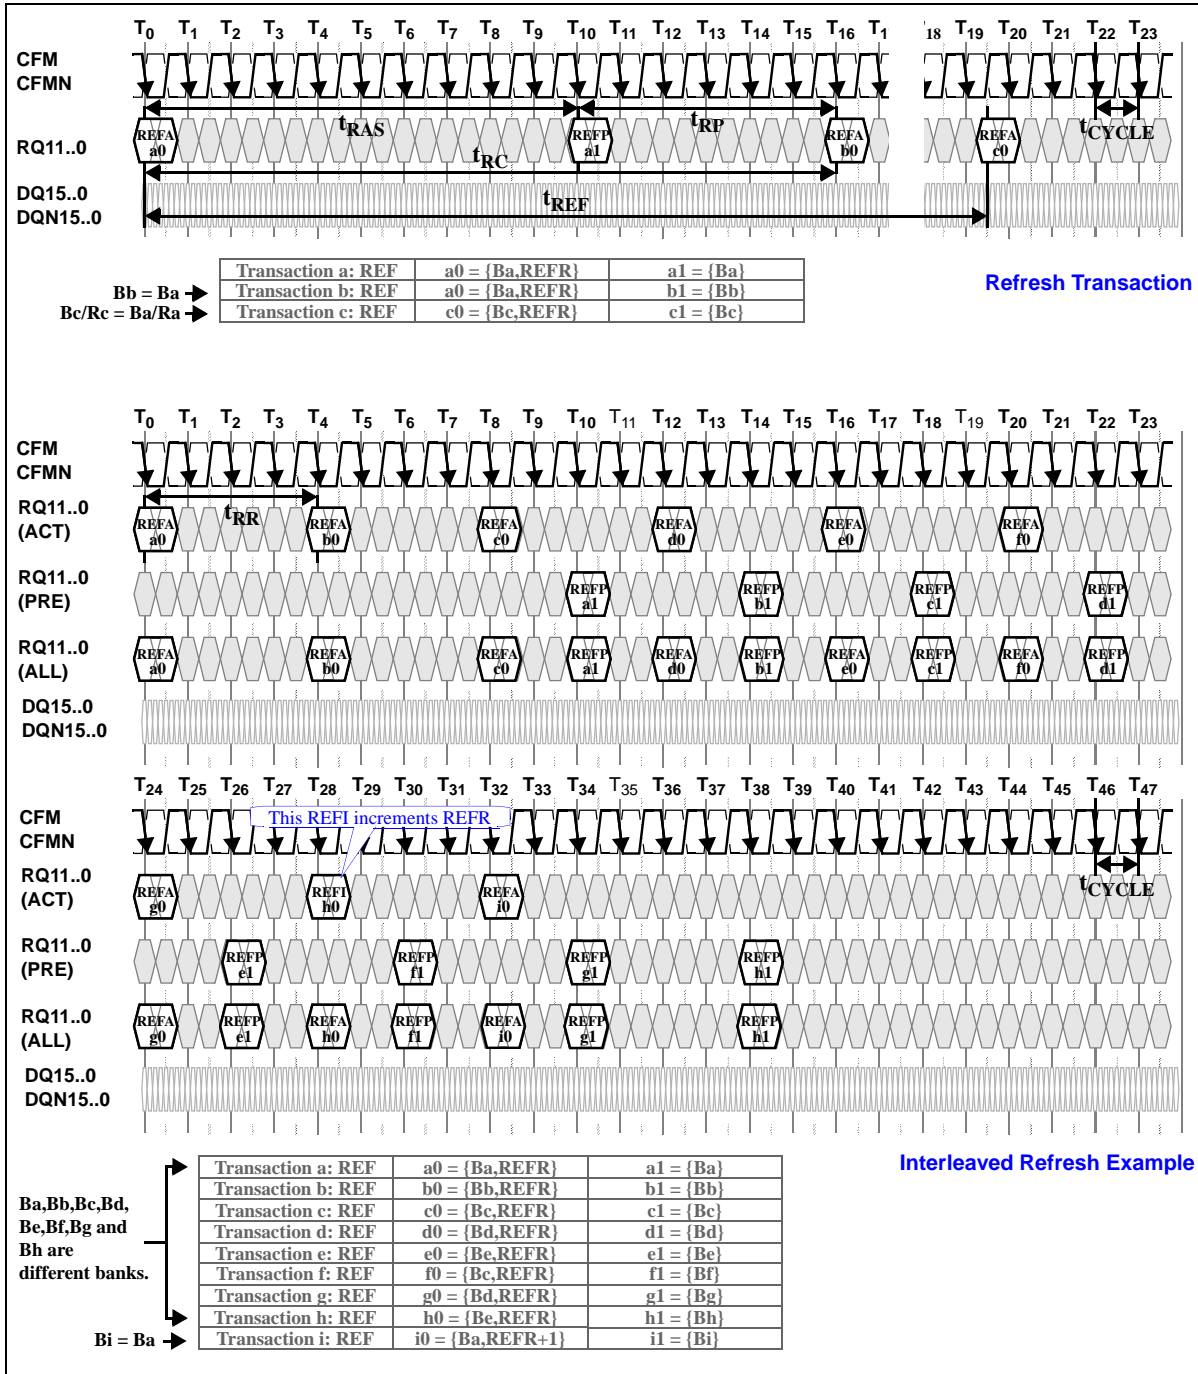 T0 T1 T2 T3 T4 T5 T6 T7 T8 T9 T10 T11 T12 T13 T14 T15 T16 T1 18 T19 T20 T21 T22 T23
CFM
CFMN
tRAS tRP tCYCLE
RQ11..0
REFA a0 REFP a1 REFA b0 REFA c0
tRC
DQ15..0
DQN15..0
tREF
Transaction a: REF a0 = {Ba,REFR} a1 = {Ba}
Bb = Ba Transaction b: REF a0 = {Ba,REFR} b1 = {Bb}
Bc/Rc = Ba/Ra Transaction c: REF c0 = {Bc,REFR} c1 = {Bc}
Refresh Transaction
T0 T1 T2 T3 T4 T5 T6 T7 T8 T9 T10 T11 T12 T13 T14 T15 T16 T17 T18 T19 T20 T21 T22 T23
CFM
CFMN
tRR
RQ11..0
(ACT)
REFA a0 REFA b0 REFA c0 REFA d0 REFA e0 REFA f0
RQ11..0
(PRE)
REFP a1 REFP b1 REFP c1 REFP d1
RQ11..0
(ALL)
REFA a0 REFA b0 REFA c0 REFP a1 REFA d0 REFP b1 REFA e0 REFP c1 REFA f0 REFP d1
DQ15..0
DQN15..0
T24 T25 T26 T27 T28 T29 T30 T31 T32 T33 T34 T35 T36 T37 T38 T39 T40 T41 T42 T43 T44 T45 T46 T47
CFM
CFMN
This REFI increments REFR
RQ11..0
(ACT)
REFA g0 REFI h0 REFA i0
tCYCLE
RQ11..0
(PRE)
REFP e1 REFP f1 REFP g1 REFP h1
RQ11..0
(ALL)
REFA g0 REFP e1 REFA h0 REFP f1 REFA i0 REFP g1 REFP h1
DQ15..0
DQN15..0
Interleaved Refresh Example
Ba,Bb,Bc,Bd,
Be,Bf,Bg and
Bh are
different banks.
Transaction a: REF a0 = {Ba,REFR} a1 = {Ba}
Transaction b: REF b0 = {Bb,REFR} b1 = {Bb}
Transaction c: REF c0 = {Bc,REFR} c1 = {Bc}
Transaction d: REF d0 = {Bd,REFR} d1 = {Bd}
Transaction e: REF e0 = {Be,REFR} e1 = {Be}
Transaction f: REF f0 = {Bc,REFR} f1 = {Bf}
Transaction g: REF g0 = {Bd,REFR} g1 = {Bg}
Transaction h: REF h0 = {Be,REFR} h1 = {Bh}
Bi = Ba Transaction i: REF i0 = {Ba,REFR+1} i1 = {Bi}